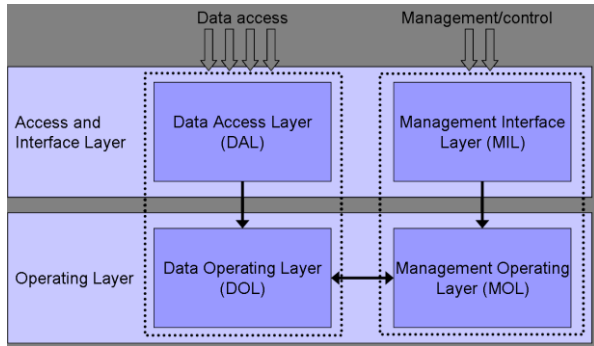 Data access
Management/control
Access and
Interface Layer
Data Access Layer
(DAL)
Management Interface
Layer (MIL)
Operating Layer
Data Operating Layer
(DOL)
Management Operating
Layer (MOL)